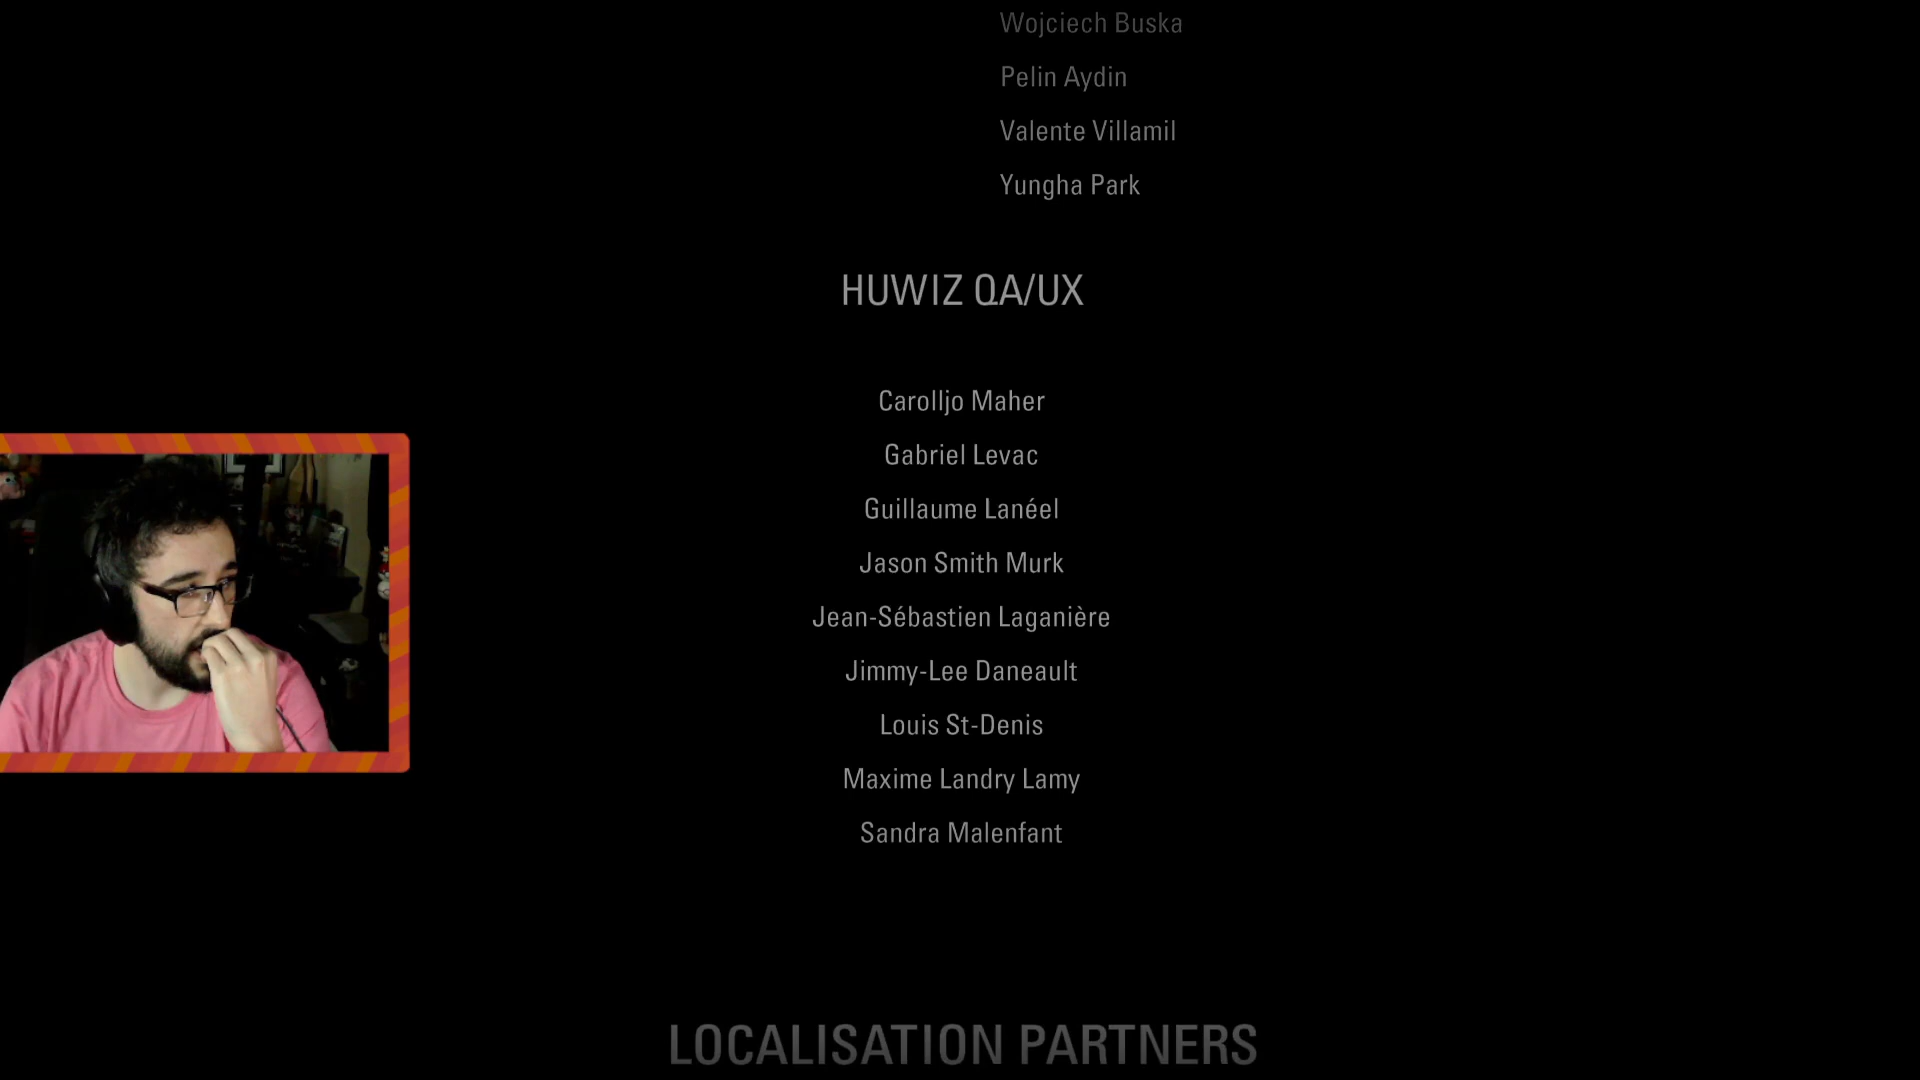 Wojciech Buska
Pelin Aydin
Valente Villamil
Yungha Park
HUWIZ QA/UX
Carolljo Maher
Gabriel Levac
Guillaume Lanéel
Jason Smith Murk
Jean-Sébastien Laganière
Jimmy-Lee Daneault
Louis St-Denis
Maxime Landry Lamy
Sandra Malenfant
LOCALISATION PARTNERS